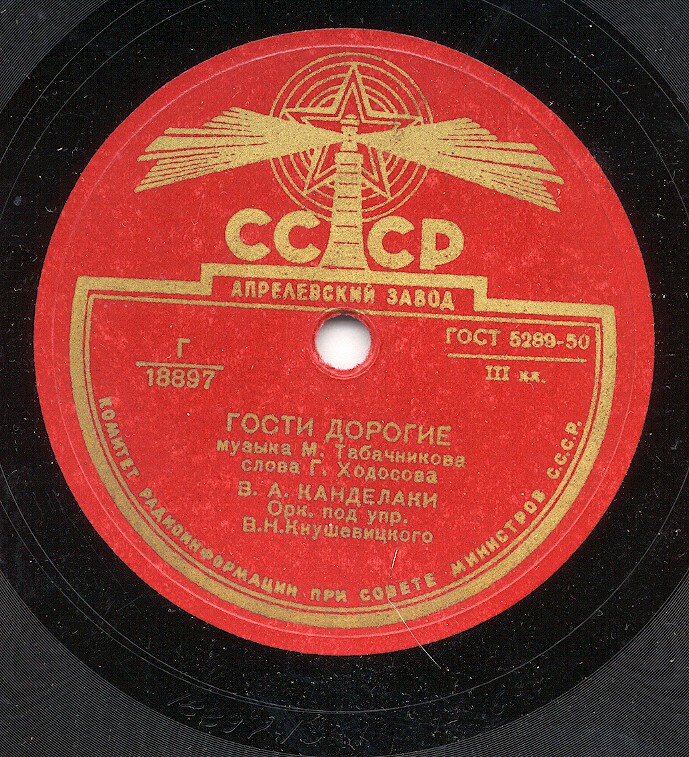 СССР
АПРЕЛЕВСКИЙ ЗАВОД
Г
18897
ГОСТ 5289-50
III кл.
ГОСТИ ДОРОГИЕ
музыка М. Табачникова
слова Г. Ходосова
В. А. КАНДЕЛАКИ
Орк. под упр.
В.Н.Кнушевицкого
КОМИТЕТ РАДИОИНФОРМАЦИИ ПРИ СОВЕТЕ МИНИСТРОВ С.С.С.Р.